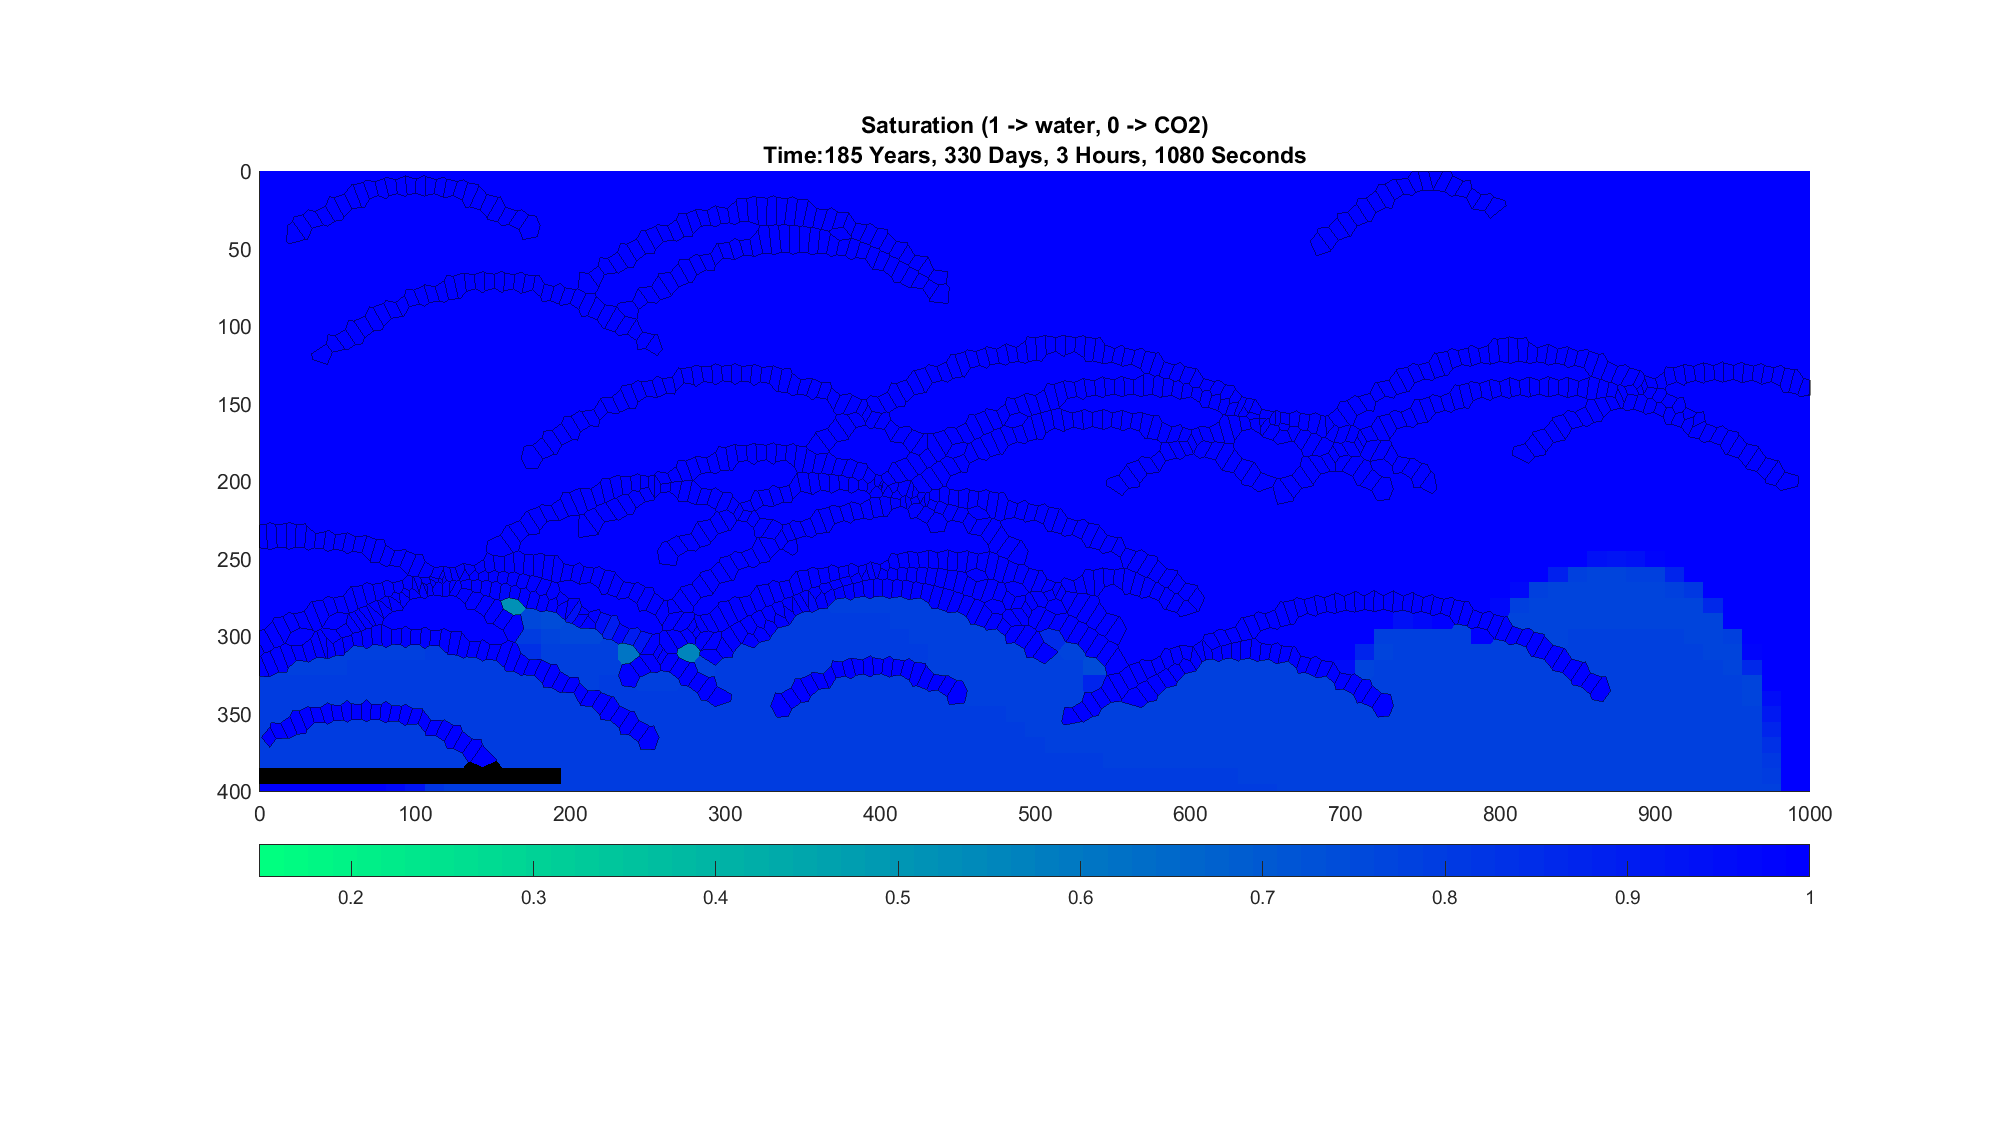 Saturation (1 -> water, 0 -> CO2)
Time:185 Years, 330 Days, 3 Hours, 1080 Seconds
0
50
100
150
200
250
300
350
400
0 100 200 300 400 500 600 700 800 900 1000
0.2 0.3 0.4 0.5 0.6 0.7 0.8 0.9 1